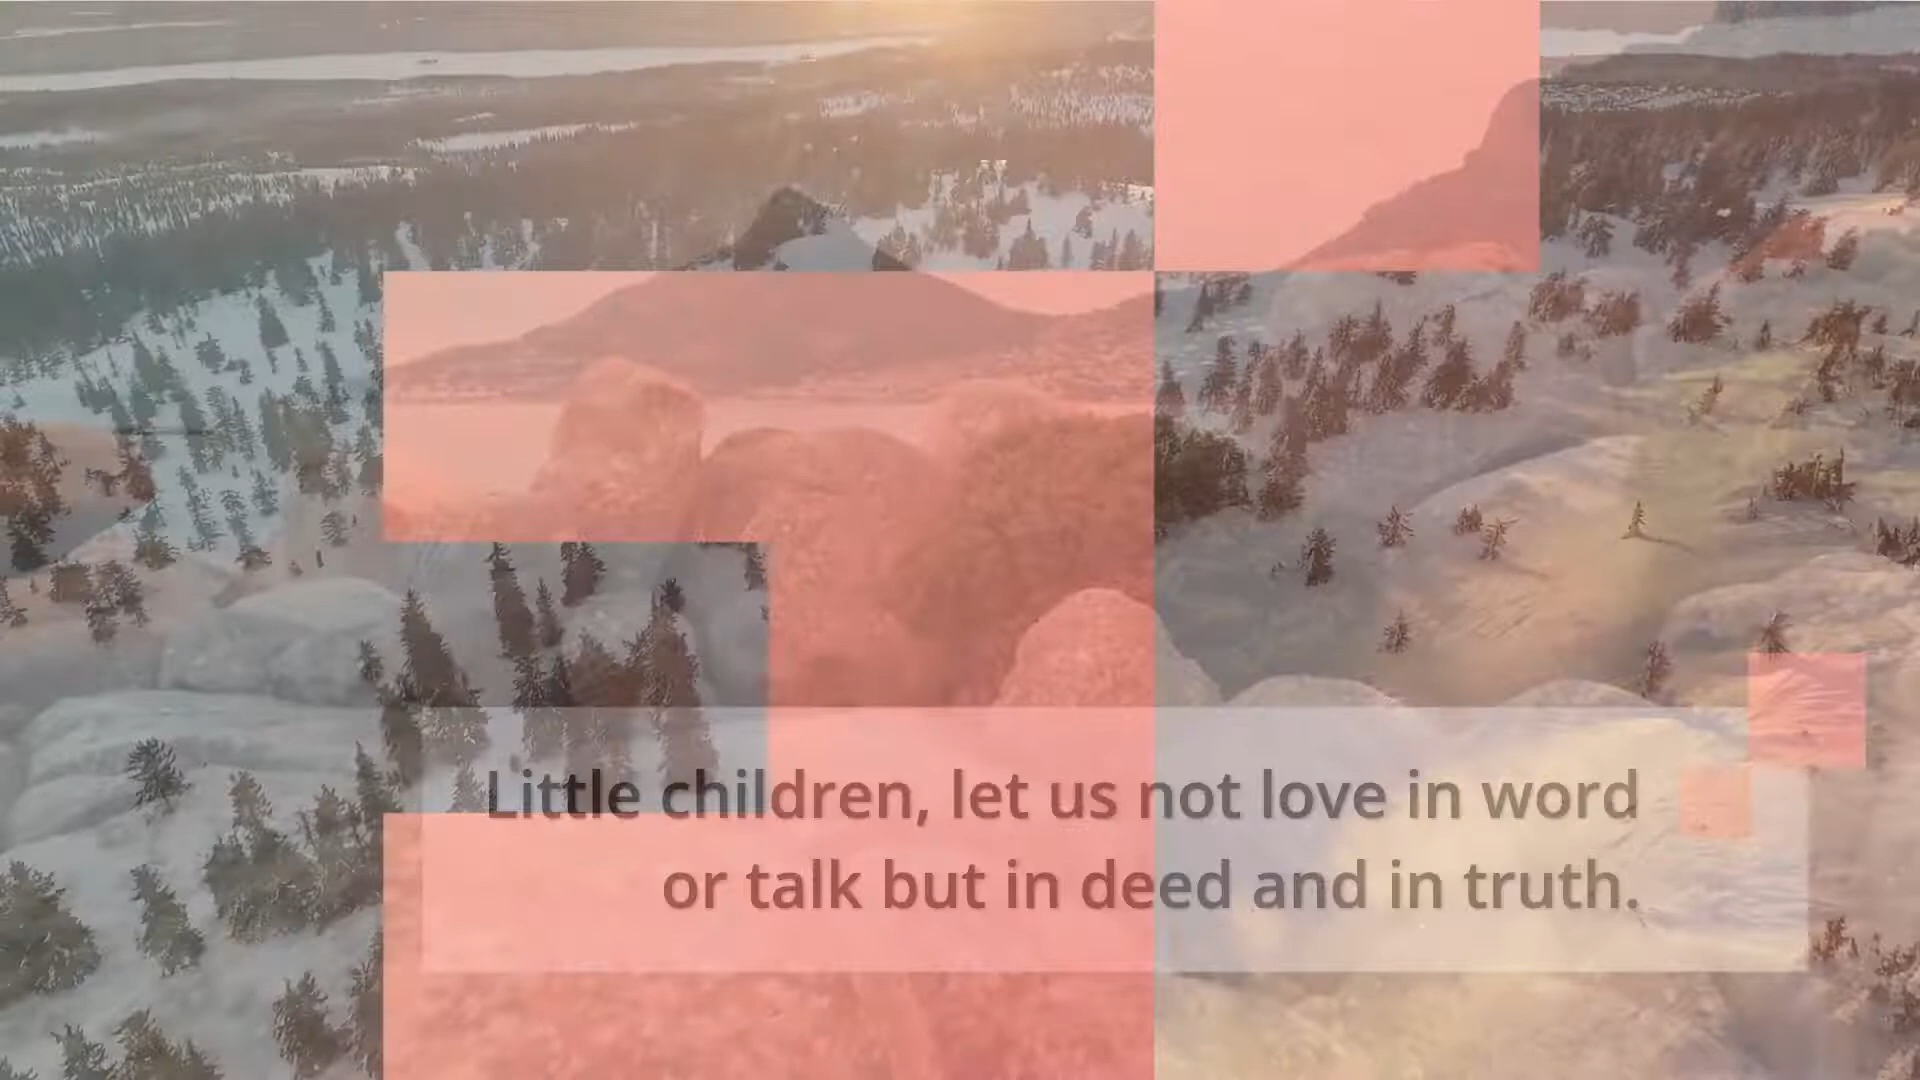 Little children, let us not love in word
or talk but in deed and in truth.